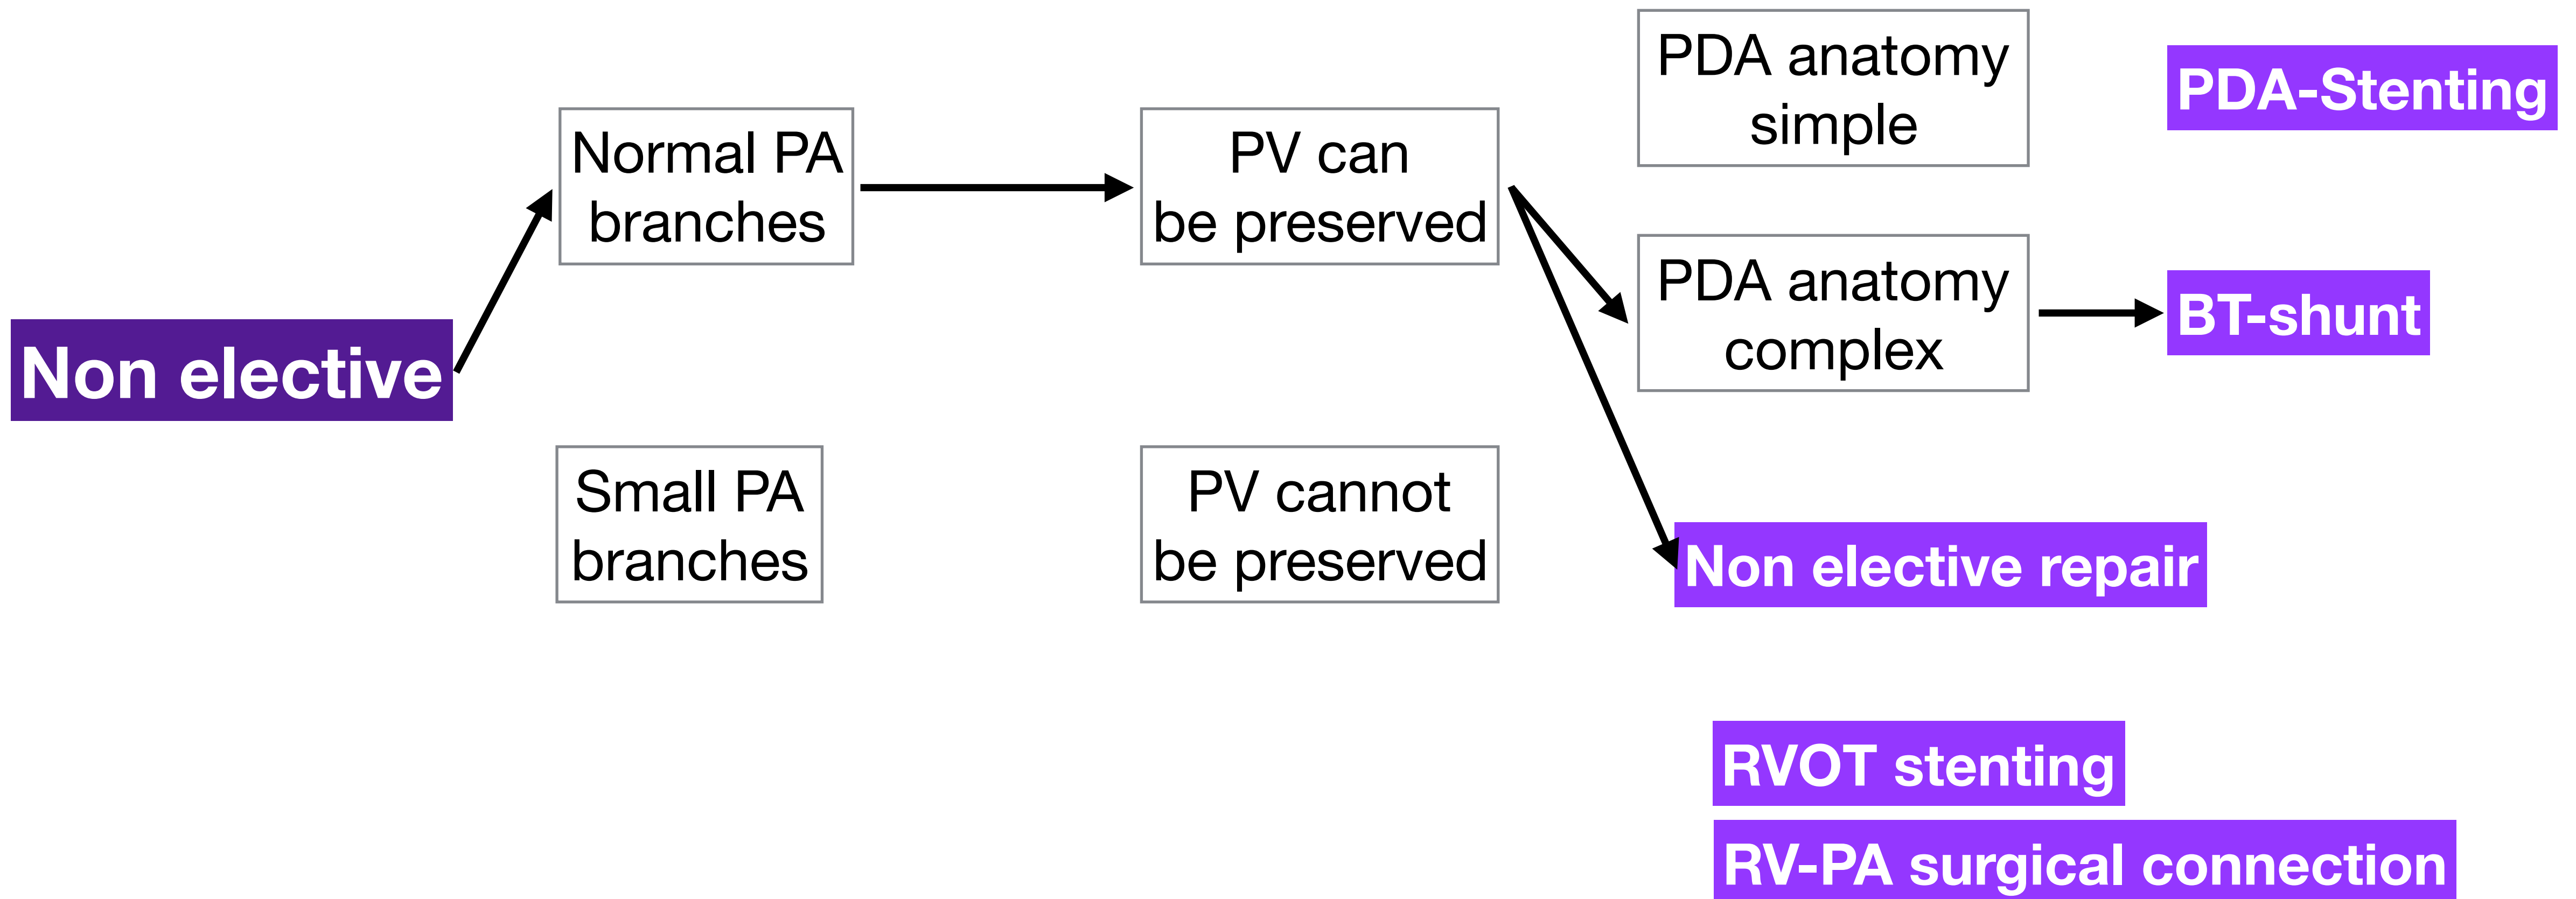 Non elective
Normal PA
branches
Small PA
branches
PV can
be preserved
PV cannot
be preserved
PDA anatomy
simple
PDA-Stenting
PDA anatomy
complex
BT-shunt
Non elective repair
RVOT stenting
RV-PA surgical connection